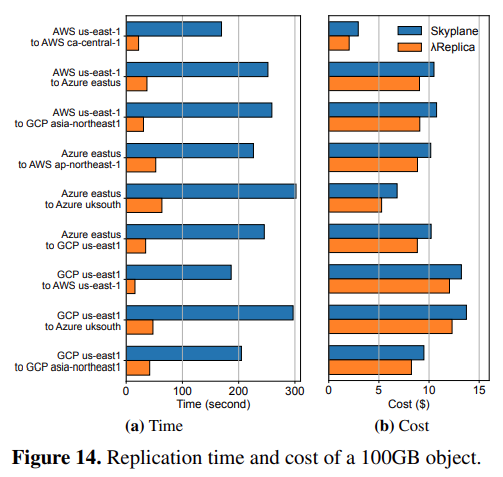 AWS us-east-1
to AWS ca-central-1
AWS us-east-1
to Azure eastus
AWS us-east-1
to GCP asia-northeast1
Azure eastus
to AWS ap-northeast-1
Azure eastus
to Azure uksouth
Azure eastus
to GCP us-east1
GCP us-east1
to AWS us-east-1
GCP us-east1
to Azure uksouth
GCP us-east1
to GCP asia-northeast1
0 100 200 300
Time (second)
(a) Time
Skyplane
λReplica
0 5 10 15
Cost ($)
(b) Cost
Figure 14. Replication time and cost of a 100GB object.